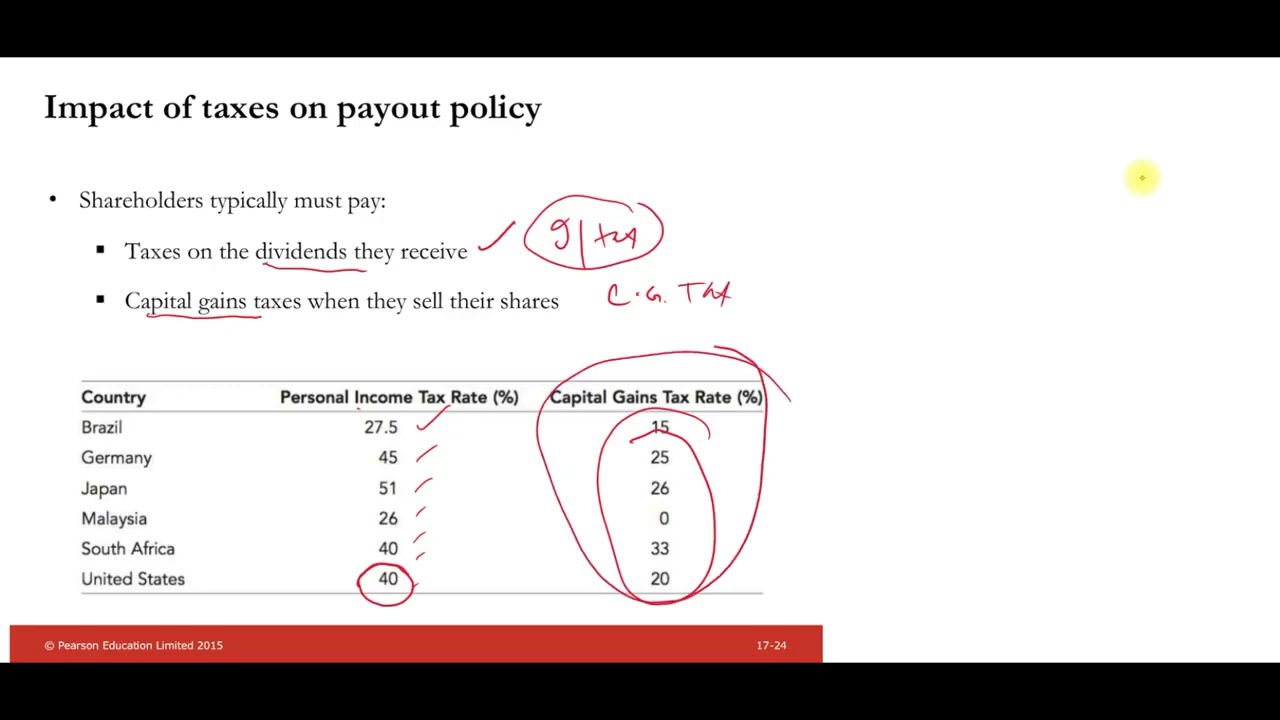 Impact of taxes on payout policy
• Shareholders typically must pay:
▪ Taxes on the dividends they receive
tax
▪ Capital gains taxes when they sell their shares
C.G. Tax
Country Personal Income Tax Rate (%) Capital Gains Tax Rate (%)
Brazil 27.5 15
Germany 45 25
Japan 51 26
Malaysia 26 0
South Africa 40 33
United States 40 20
© Pearson Education Limited 2015 17-24